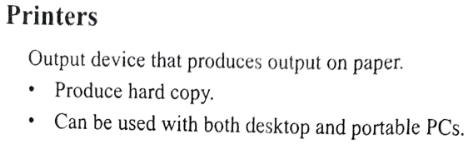 Printers
Output device that produces output on paper.
• Produce hard copy.
• Can be used with both desktop and portable PCs.